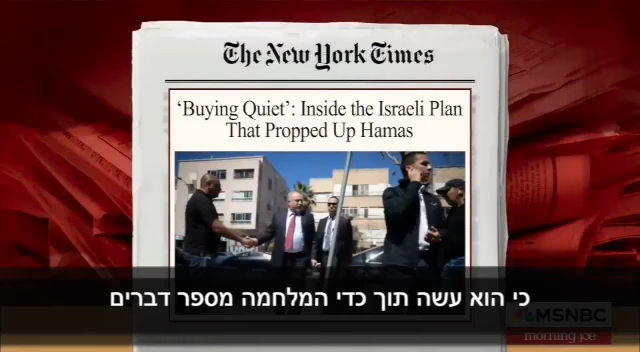 The New York Times
'Buying Quiet': Inside the Israeli Plan
That Propped Up Hamas
כי הוא עשה תוך כדי המלחמה מספר דברים
MSNBC
morning joe